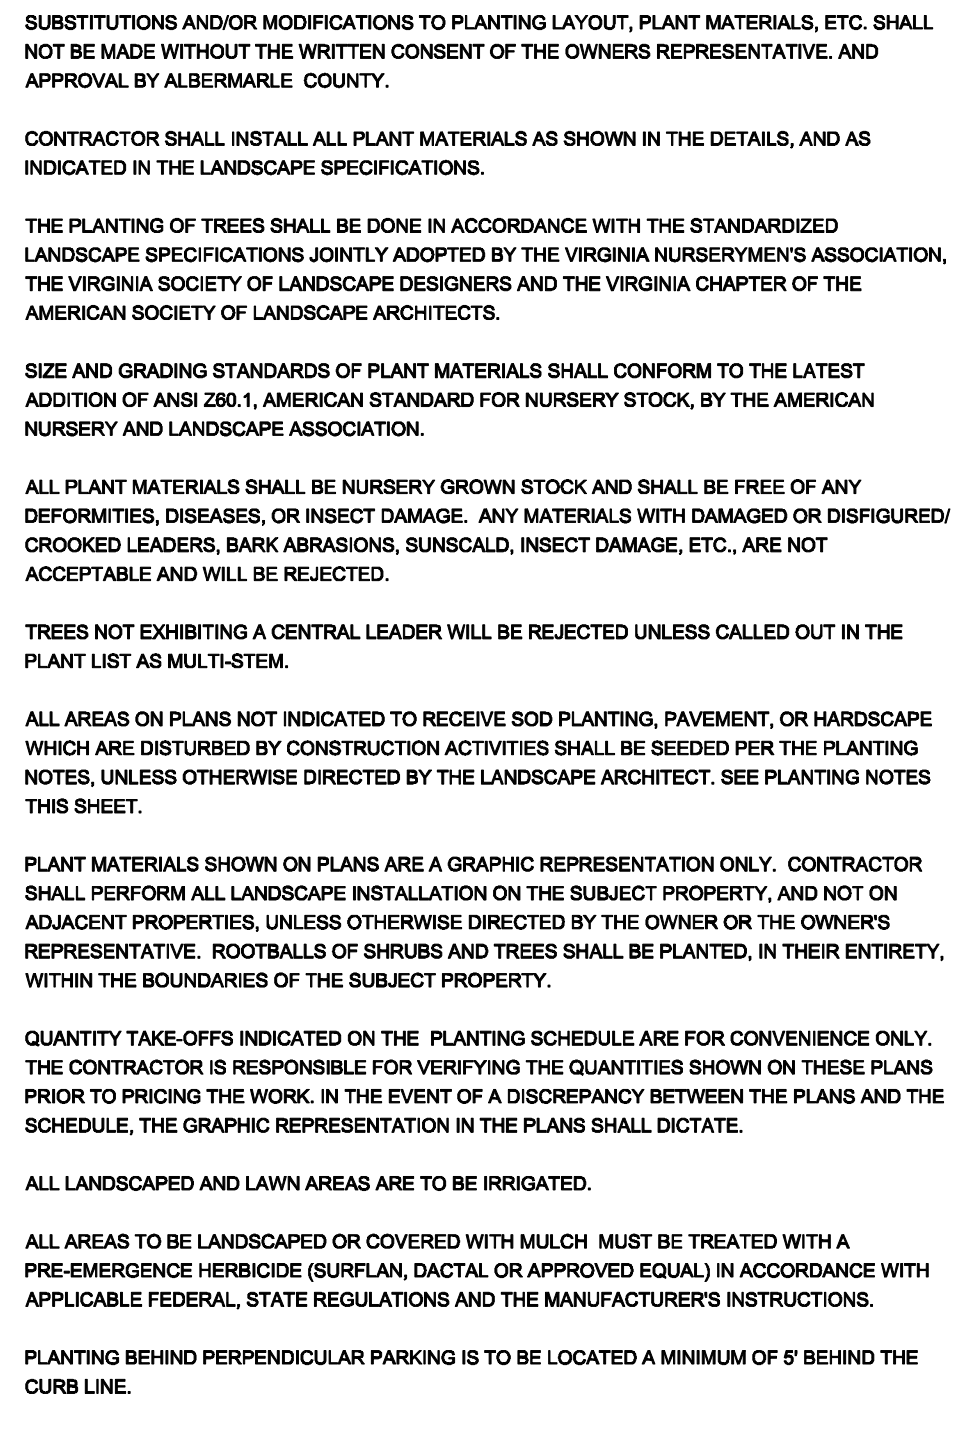 SUBSTITUTIONS AND/OR MODIFICATIONS TO PLANTING LAYOUT, PLANT MATERIALS, ETC. SHALL
NOT BE MADE WITHOUT THE WRITTEN CONSENT OF THE OWNERS REPRESENTATIVE. AND
APPROVAL BY ALBERMARLE  COUNTY.

CONTRACTOR SHALL INSTALL ALL PLANT MATERIALS AS SHOWN IN THE DETAILS, AND AS
INDICATED IN THE LANDSCAPE SPECIFICATIONS.

THE PLANTING OF TREES SHALL BE DONE IN ACCORDANCE WITH THE STANDARDIZED
LANDSCAPE SPECIFICATIONS JOINTLY ADOPTED BY THE VIRGINIA NURSERYMEN'S ASSOCIATION,
THE VIRGINIA SOCIETY OF LANDSCAPE DESIGNERS AND THE VIRGINIA CHAPTER OF THE
AMERICAN SOCIETY OF LANDSCAPE ARCHITECTS.

SIZE AND GRADING STANDARDS OF PLANT MATERIALS SHALL CONFORM TO THE LATEST
ADDITION OF ANSI Z60.1, AMERICAN STANDARD FOR NURSERY STOCK, BY THE AMERICAN
NURSERY AND LANDSCAPE ASSOCIATION.

ALL PLANT MATERIALS SHALL BE NURSERY GROWN STOCK AND SHALL BE FREE OF ANY
DEFORMITIES, DISEASES, OR INSECT DAMAGE.  ANY MATERIALS WITH DAMAGED OR DISFIGURED/
CROOKED LEADERS, BARK ABRASIONS, SUNSCALD, INSECT DAMAGE, ETC., ARE NOT
ACCEPTABLE AND WILL BE REJECTED.

TREES NOT EXHIBITING A CENTRAL LEADER WILL BE REJECTED UNLESS CALLED OUT IN THE
PLANT LIST AS MULTI-STEM.

ALL AREAS ON PLANS NOT INDICATED TO RECEIVE SOD PLANTING, PAVEMENT, OR HARDSCAPE
WHICH ARE DISTURBED BY CONSTRUCTION ACTIVITIES SHALL BE SEEDED PER THE PLANTING
NOTES, UNLESS OTHERWISE DIRECTED BY THE LANDSCAPE ARCHITECT. SEE PLANTING NOTES
THIS SHEET.

PLANT MATERIALS SHOWN ON PLANS ARE A GRAPHIC REPRESENTATION ONLY.  CONTRACTOR
SHALL PERFORM ALL LANDSCAPE INSTALLATION ON THE SUBJECT PROPERTY, AND NOT ON
ADJACENT PROPERTIES, UNLESS OTHERWISE DIRECTED BY THE OWNER OR THE OWNER'S
REPRESENTATIVE.  ROOTBALLS OF SHRUBS AND TREES SHALL BE PLANTED, IN THEIR ENTIRETY,
WITHIN THE BOUNDARIES OF THE SUBJECT PROPERTY.

QUANTITY TAKE-OFFS INDICATED ON THE  PLANTING SCHEDULE ARE FOR CONVENIENCE ONLY.
THE CONTRACTOR IS RESPONSIBLE FOR VERIFYING THE QUANTITIES SHOWN ON THESE PLANS
PRIOR TO PRICING THE WORK. IN THE EVENT OF A DISCREPANCY BETWEEN THE PLANS AND THE
SCHEDULE, THE GRAPHIC REPRESENTATION IN THE PLANS SHALL DICTATE.

ALL LANDSCAPED AND LAWN AREAS ARE TO BE IRRIGATED.

ALL AREAS TO BE LANDSCAPED OR COVERED WITH MULCH  MUST BE TREATED WITH A
PRE-EMERGENCE HERBICIDE (SURFLAN, DACTAL OR APPROVED EQUAL) IN ACCORDANCE WITH
APPLICABLE FEDERAL, STATE REGULATIONS AND THE MANUFACTURER'S INSTRUCTIONS.

PLANTING BEHIND PERPENDICULAR PARKING IS TO BE LOCATED A MINIMUM OF 5' BEHIND THE
CURB LINE.